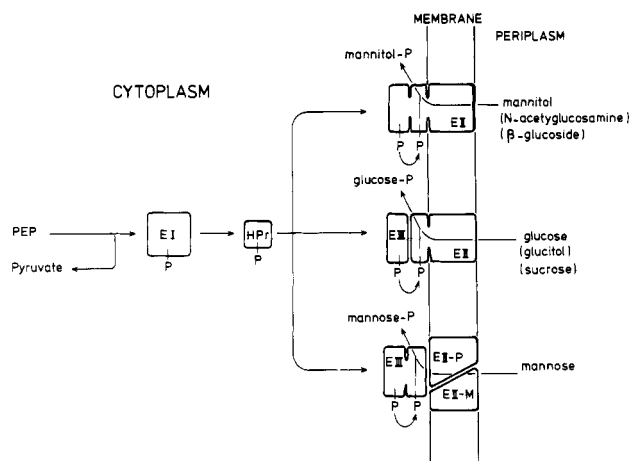 MEMBRANE
PERIPLASM
CYTOPLASM
mannitol-P
EII
P P
mannitol
(N-acetyglucosamine)
(β-glucoside)
PEP
Pyruvate
EI
P
HPr
P
glucose-P
EIII
EII
P P
glucose
(glucitol)
(sucrose)
mannose-P
EIII
EII-P
EII-M
P P
mannose